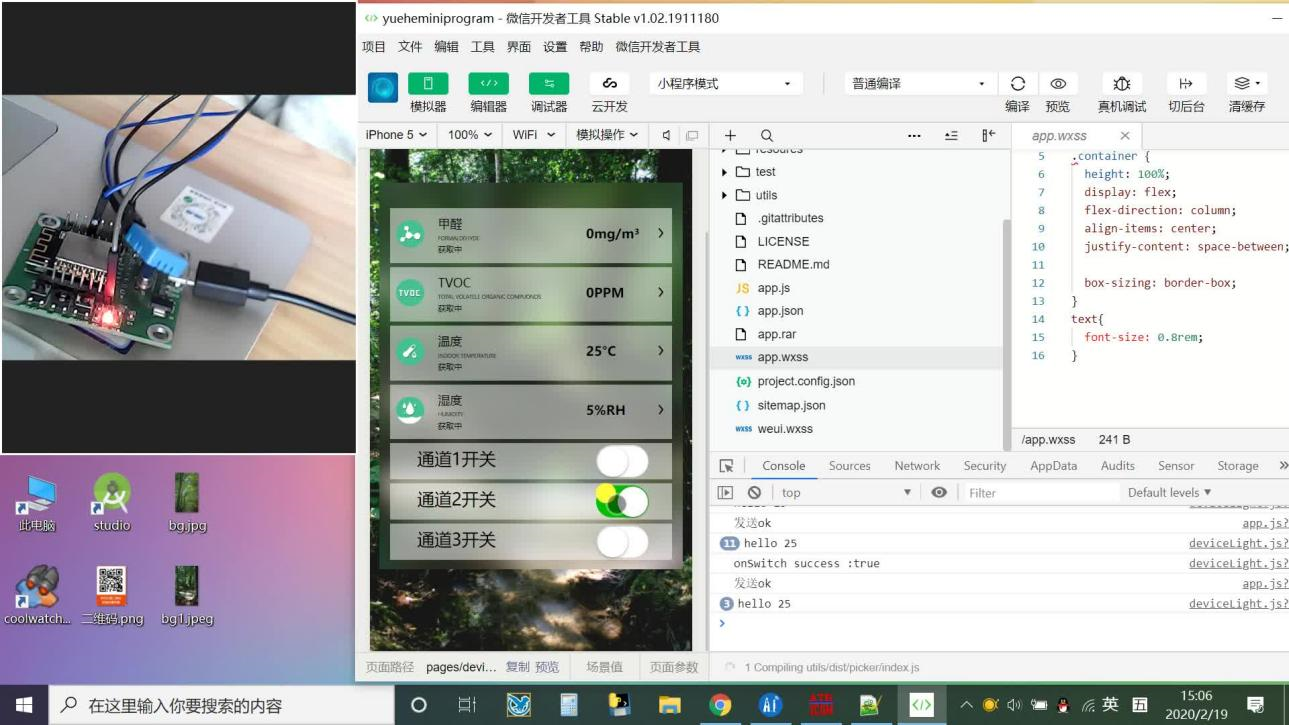 yueheminiprogram - 微信开发者工具 Stable v1.02.1911180
项目 文件 编辑 工具 界面 设置 帮助 微信开发者工具
模拟器 编辑器 调试器 云开发
小程序模式
普通编译
编译 预览 真机调试 切后台 清缓存
iPhone 5 100% WiFi 模拟操作
甲醛
FORMALDEHYDE
获取中
0mg/m³
TVOC
TVOC
TOTAL VOLATILE ORGANIC COMPOUNDS
获取中
0PPM
温度
INDOOR TEMPERATURE
获取中
25°C
湿度
HUMIDITY
获取中
5%RH
通道1开关
通道2开关
通道3开关
页面路径 pages/devi... 复制 预览 场景值 页面参数
test
utils
.gitattributes
LICENSE
README.md
JS app.js
{ } app.json
app.rar
wxss app.wxss
{o} project.config.json
{ } sitemap.json
wxss weui.wxss
app.wxss
5 .container {
6 height: 100%;
7 display: flex;
8 flex-direction: column;
9 align-items: center;
10 justify-content: space-between;
11
12 box-sizing: border-box;
13 }
14 text{
15 font-size: 0.8rem;
16 }
/app.wxss 241 B
Console Sources Network Security AppData Audits Sensor Storage
top Filter Default levels
发送ok app.js?
11 hello 25 deviceLight.js?
onSwitch success :true deviceLight.js?
发送ok app.js?
3 hello 25 deviceLight.js?
1 Compiling utils/dist/picker/index.js
此电脑 studio bg.jpg
coolwatch... 二维码.png bg1.jpeg
在这里输入你要搜索的内容
英 五
15:06
2020/2/19